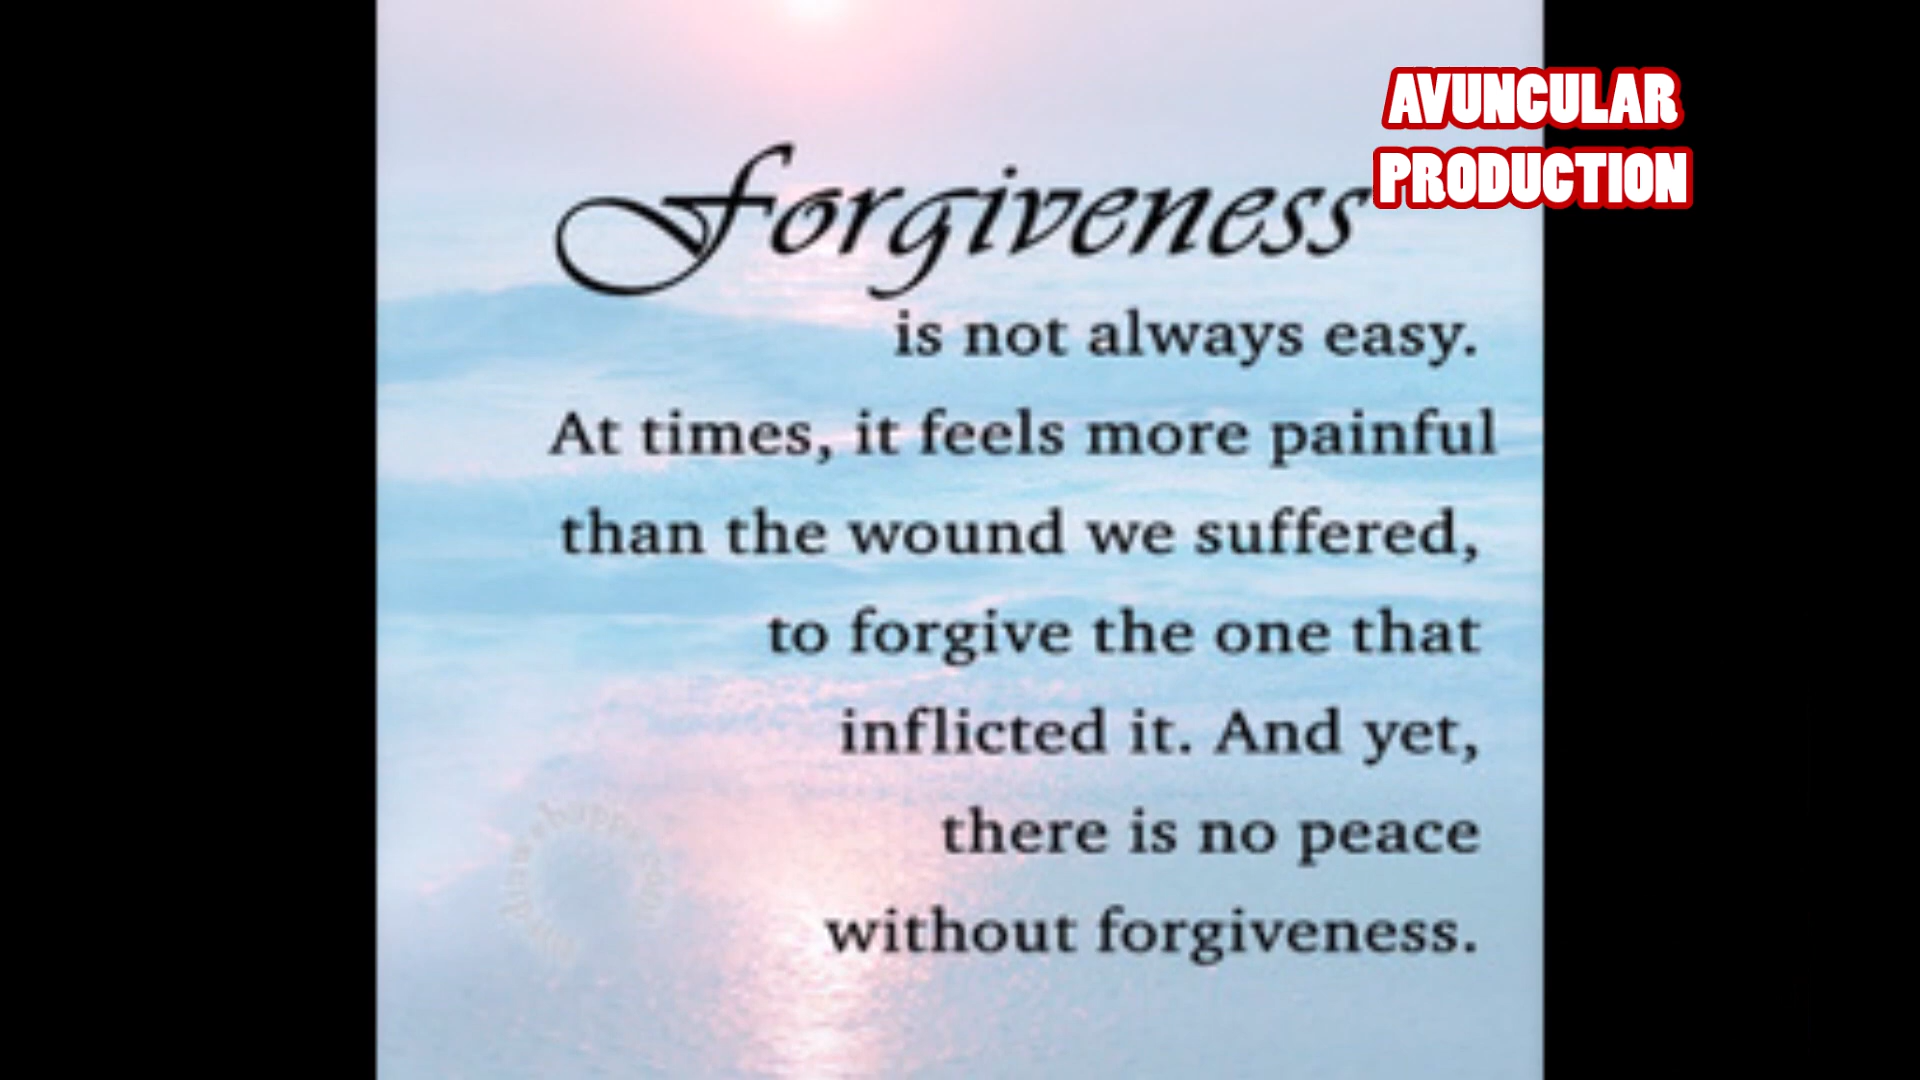 AVUNCULAR
PRODUCTION
Forgiveness
is not always easy.
At times, it feels more painful
than the wound we suffered,
to forgive the one that
inflicted it. And yet,
there is no peace
without forgiveness.